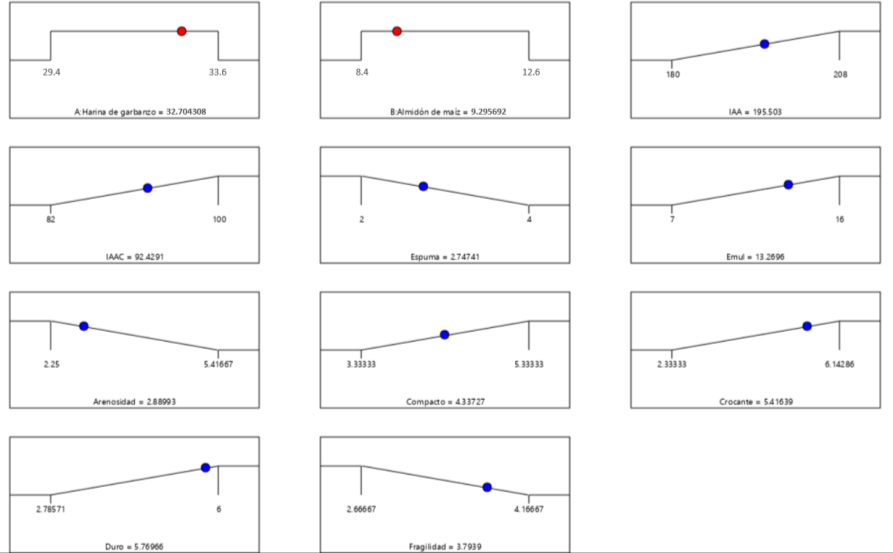 29.4 33.6
A:Harina de garbanzo = 32.704308
8.4 12.6
B:Almidón de maíz = 9.295692
180 208
IAA = 195.503
82 100
IAAC = 92.4291
2 4
Espuma = 2.74741
7 16
Emul = 13.2696
2.25 5.41667
Arenosidad = 2.88993
3.33333 5.33333
Compacto = 4.33727
2.33333 6.14286
Crocante = 5.41639
2.78571 6
Duro = 5.76966
2.66667 4.16667
Fragilidad = 3.7939